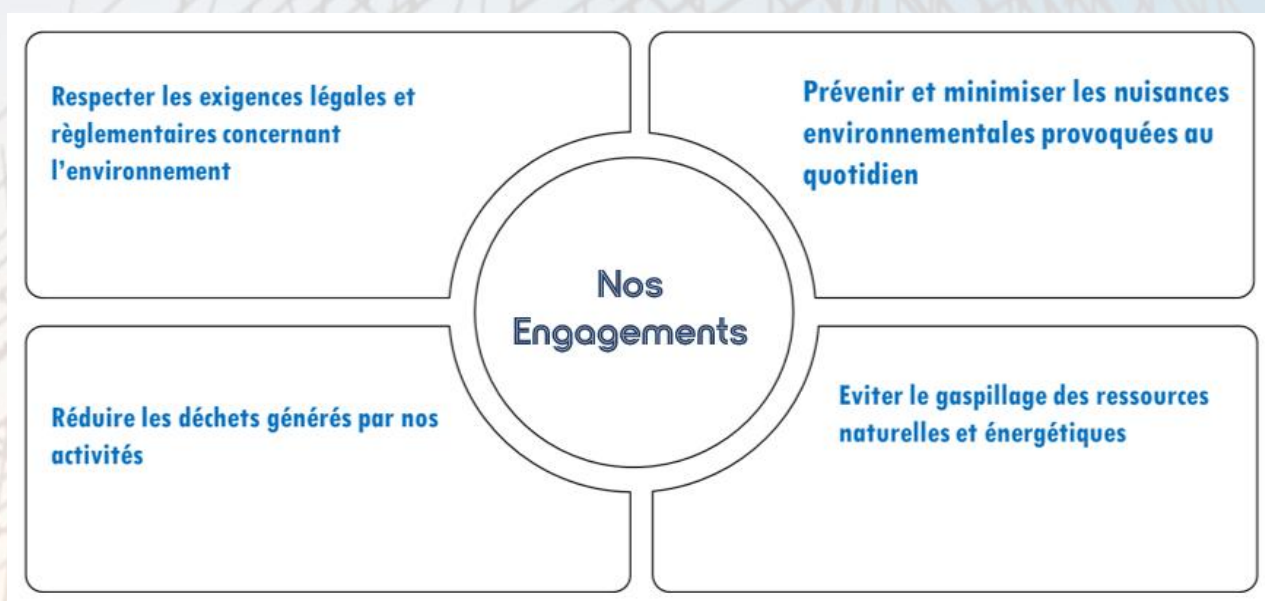 Respecter les exigences légales et
règlementaires concernant
l'environnement
Prévenir et minimiser les nuisances
environnementales provoquées au
quotidien
Nos
Engagements
Réduire les déchets générés par nos
activités
Eviter le gaspillage des ressources
naturelles et énergétiques